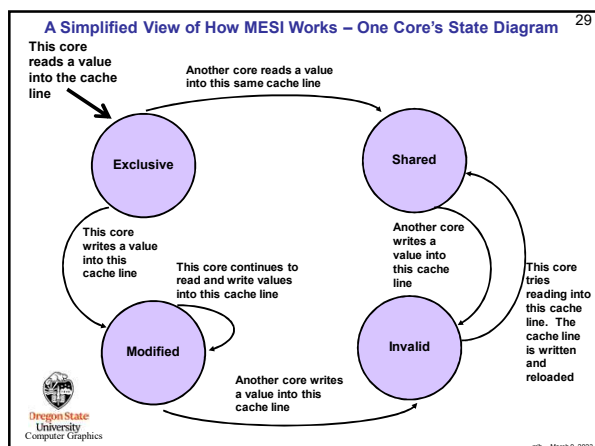 A Simplified View of How MESI Works – One Core's State Diagram
29
This core
reads a value
into the cache
line
Another core reads a value
into this same cache line
Exclusive
Shared
This core
writes a value
into this
cache line
This core continues to
read and write values
into this cache line
Another core
writes a
value into
this cache
line
This core
tries
reading into
this cache
line. The
cache line
is written
and
reloaded
Modified
Invalid
Another core writes
a value into this cache line
Oregon State
University
Computer Graphics